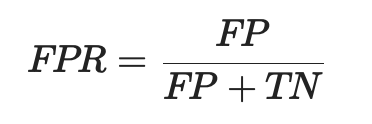 FPR = FP / FP + TN